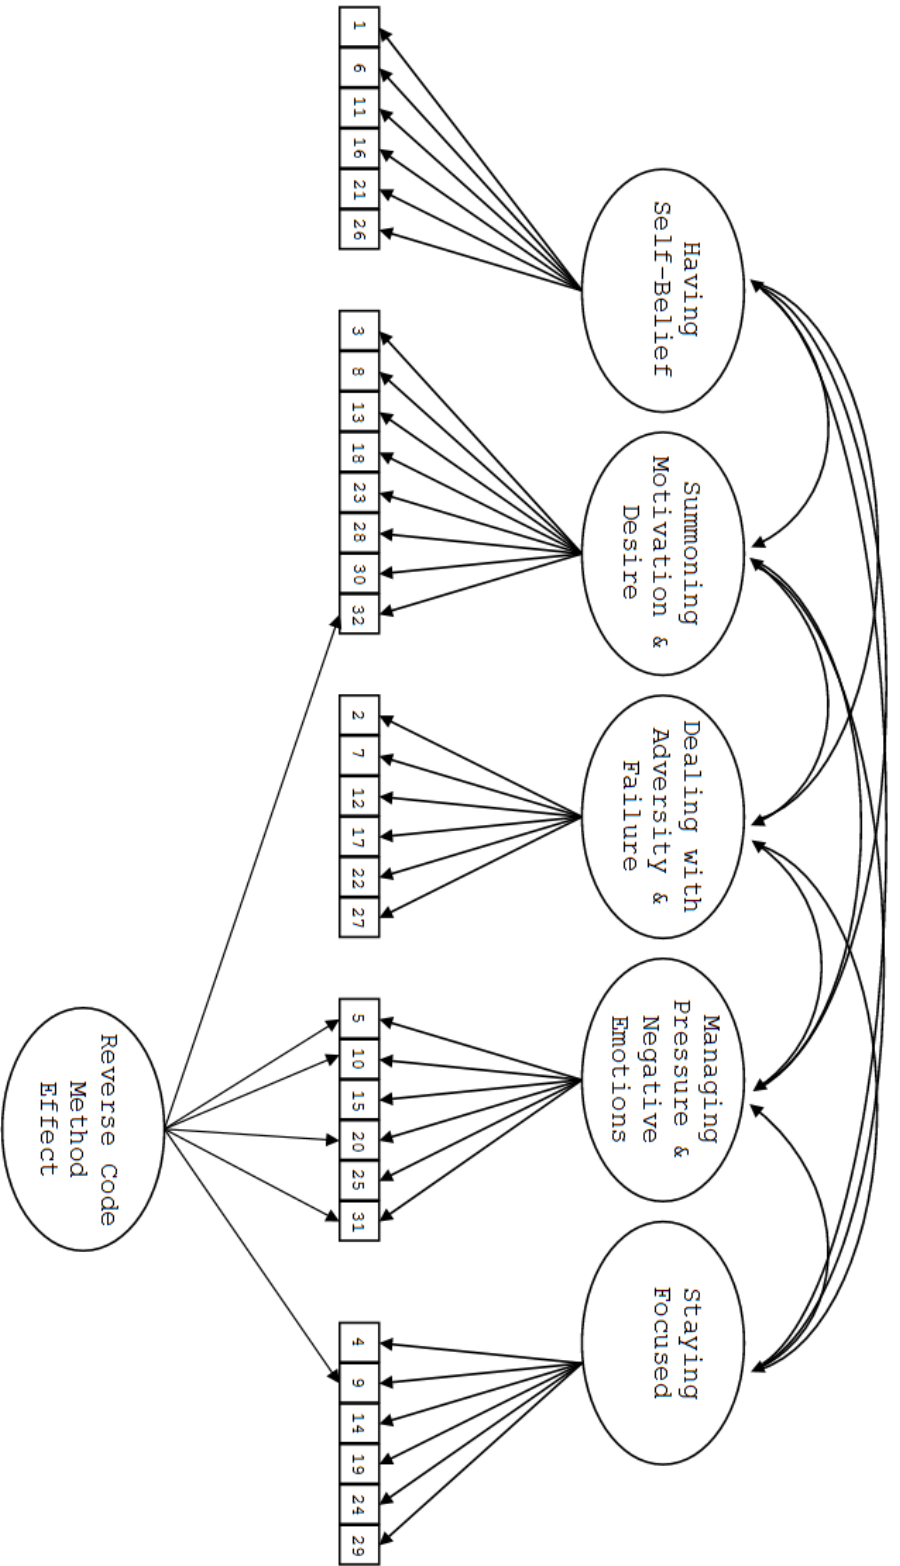 Having
Self-Belief
Summoning
Motivation &
Desire
Dealing with
Adversity &
Failure
Managing
Pressure &
Negative
Emotions
Staying
Focused
1
6
11
16
21
26
3
8
13
18
23
28
30
32
2
7
12
17
22
27
5
10
15
20
25
31
4
9
14
19
24
29
Reverse Code
Method
Effect